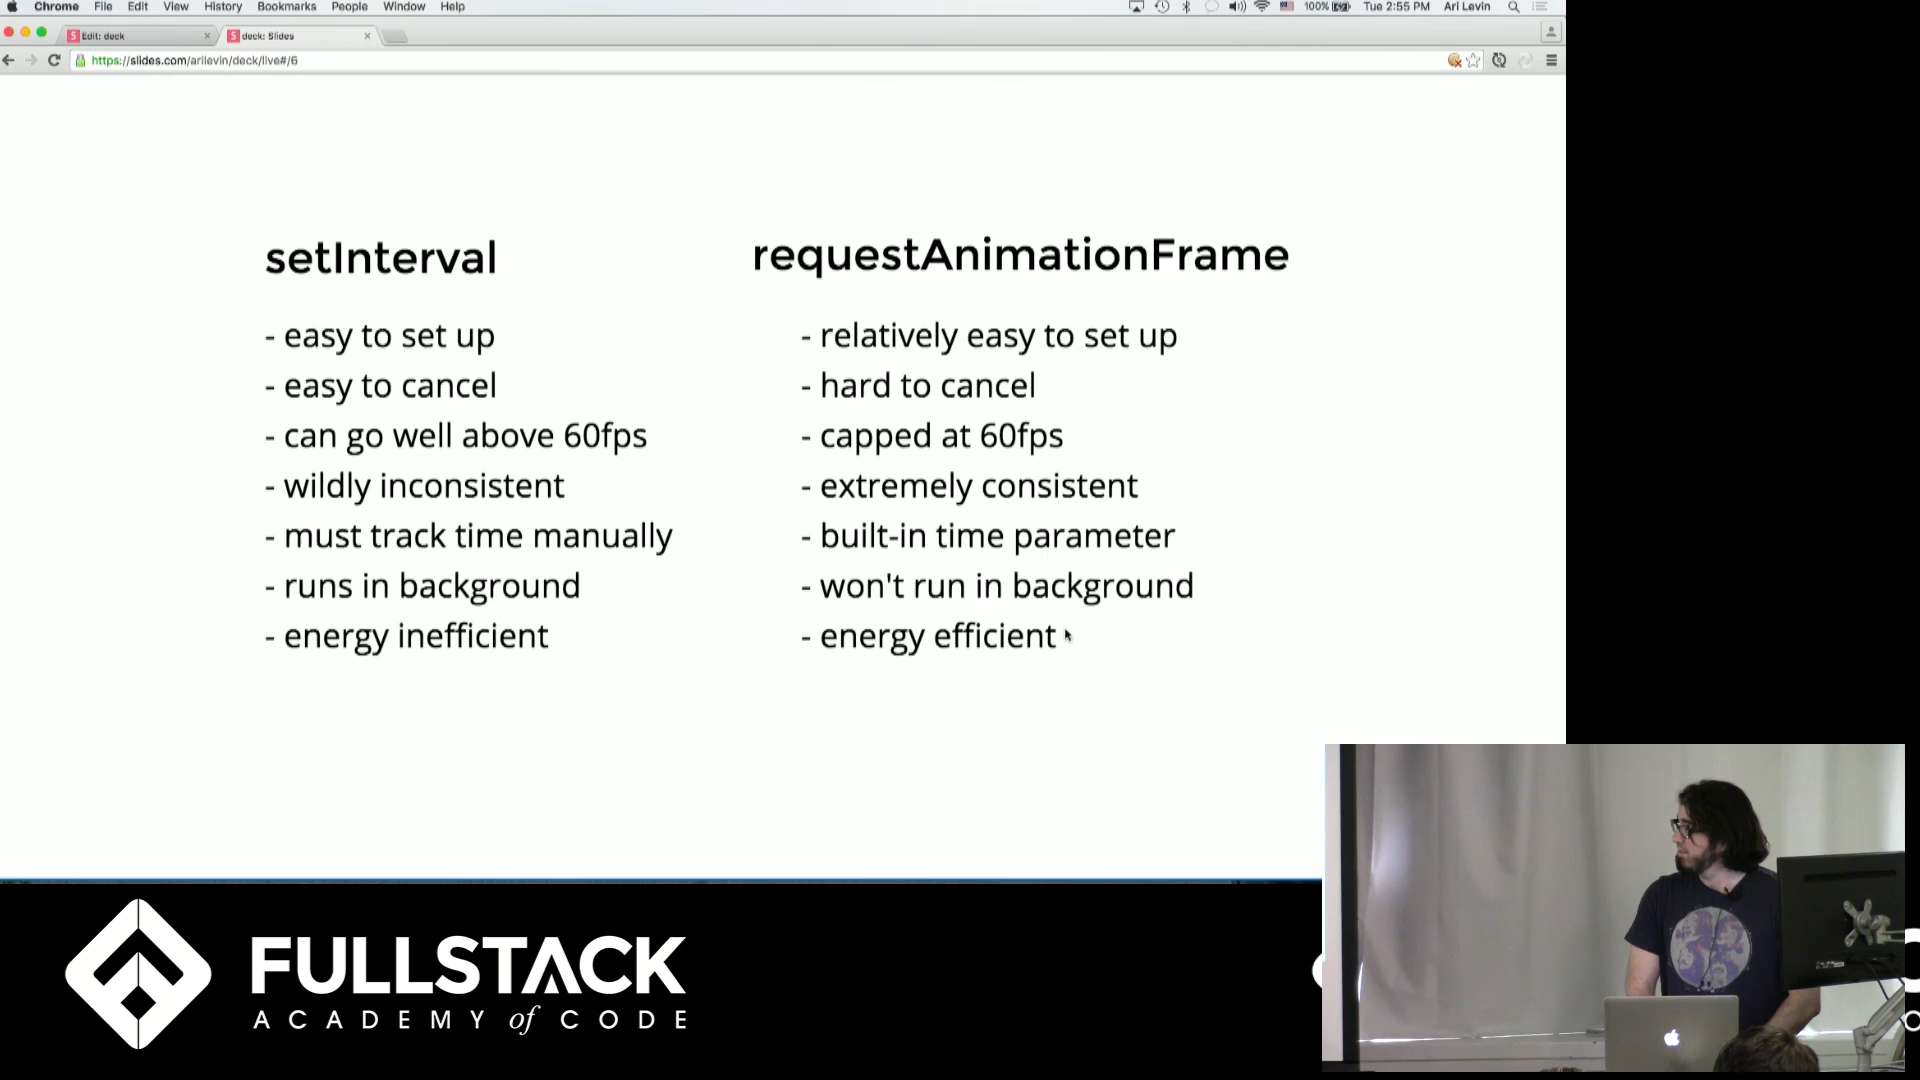 Chrome File Edit View History Bookmarks People Window Help 100% Tue 2:55 PM Ari Levin
S Edit: deck × S deck: Slides ×
https://slides.com/arilevin/deck/live#/6
setInterval
- easy to set up
- easy to cancel
- can go well above 60fps
- wildly inconsistent
- must track time manually
- runs in background
- energy inefficient
requestAnimationFrame
- relatively easy to set up
- hard to cancel
- capped at 60fps
- extremely consistent
- built-in time parameter
- won't run in background
- energy efficient
FULLSTACK
ACADEMY of CODE